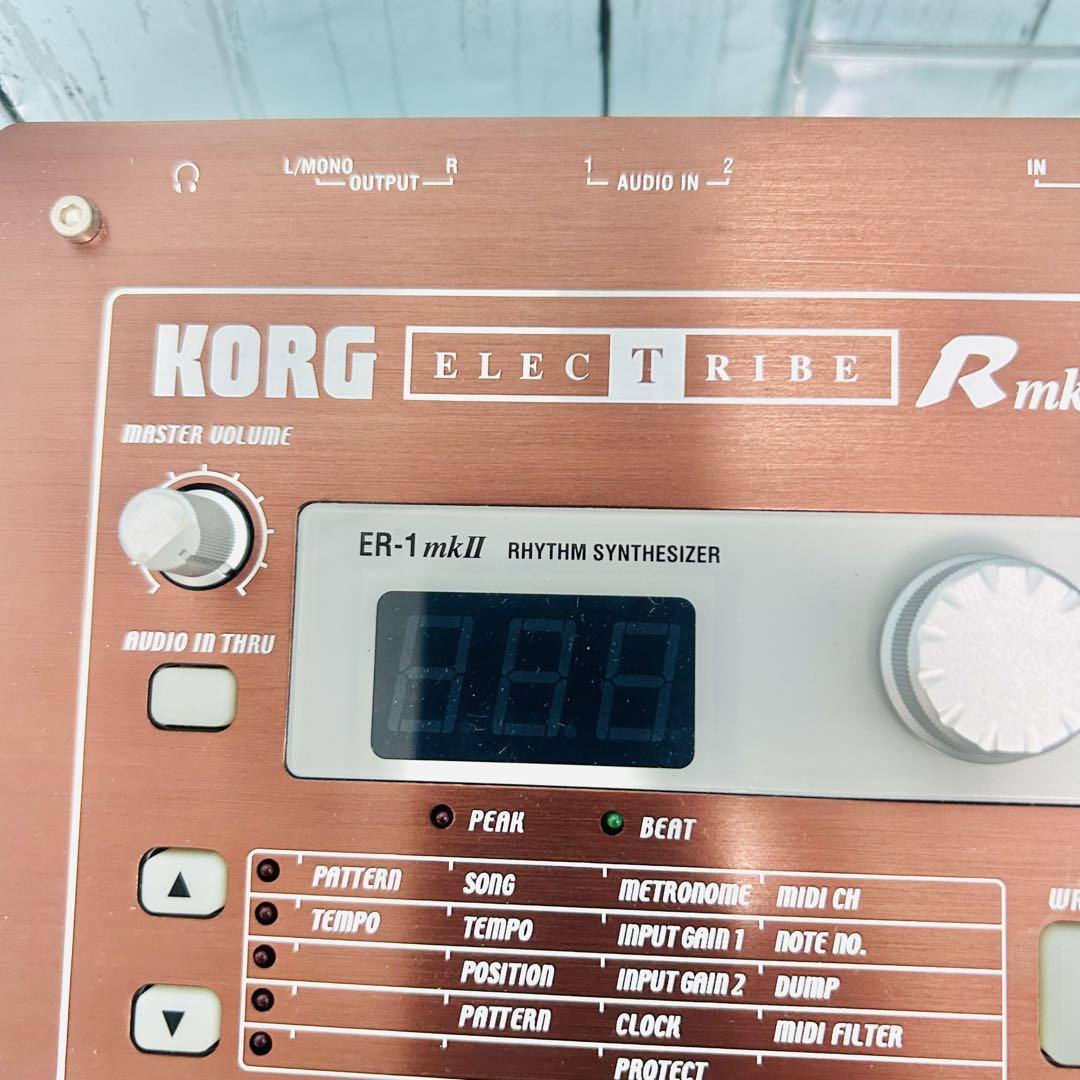 L/MONO OUTPUT R
1 AUDIO IN 2
IN
KORG ELECTRIBE R mk
MASTER VOLUME
ER-1 mkII RHYTHM SYNTHESIZER
AUDIO IN THRU
PEAK BEAT
PATTERN SONG METRONOME MIDI CH
TEMPO TEMPO INPUT GAIN 1 NOTE NO.
POSITION INPUT GAIN 2 DUMP
PATTERN CLOCK MIDI FILTER
PROTECT